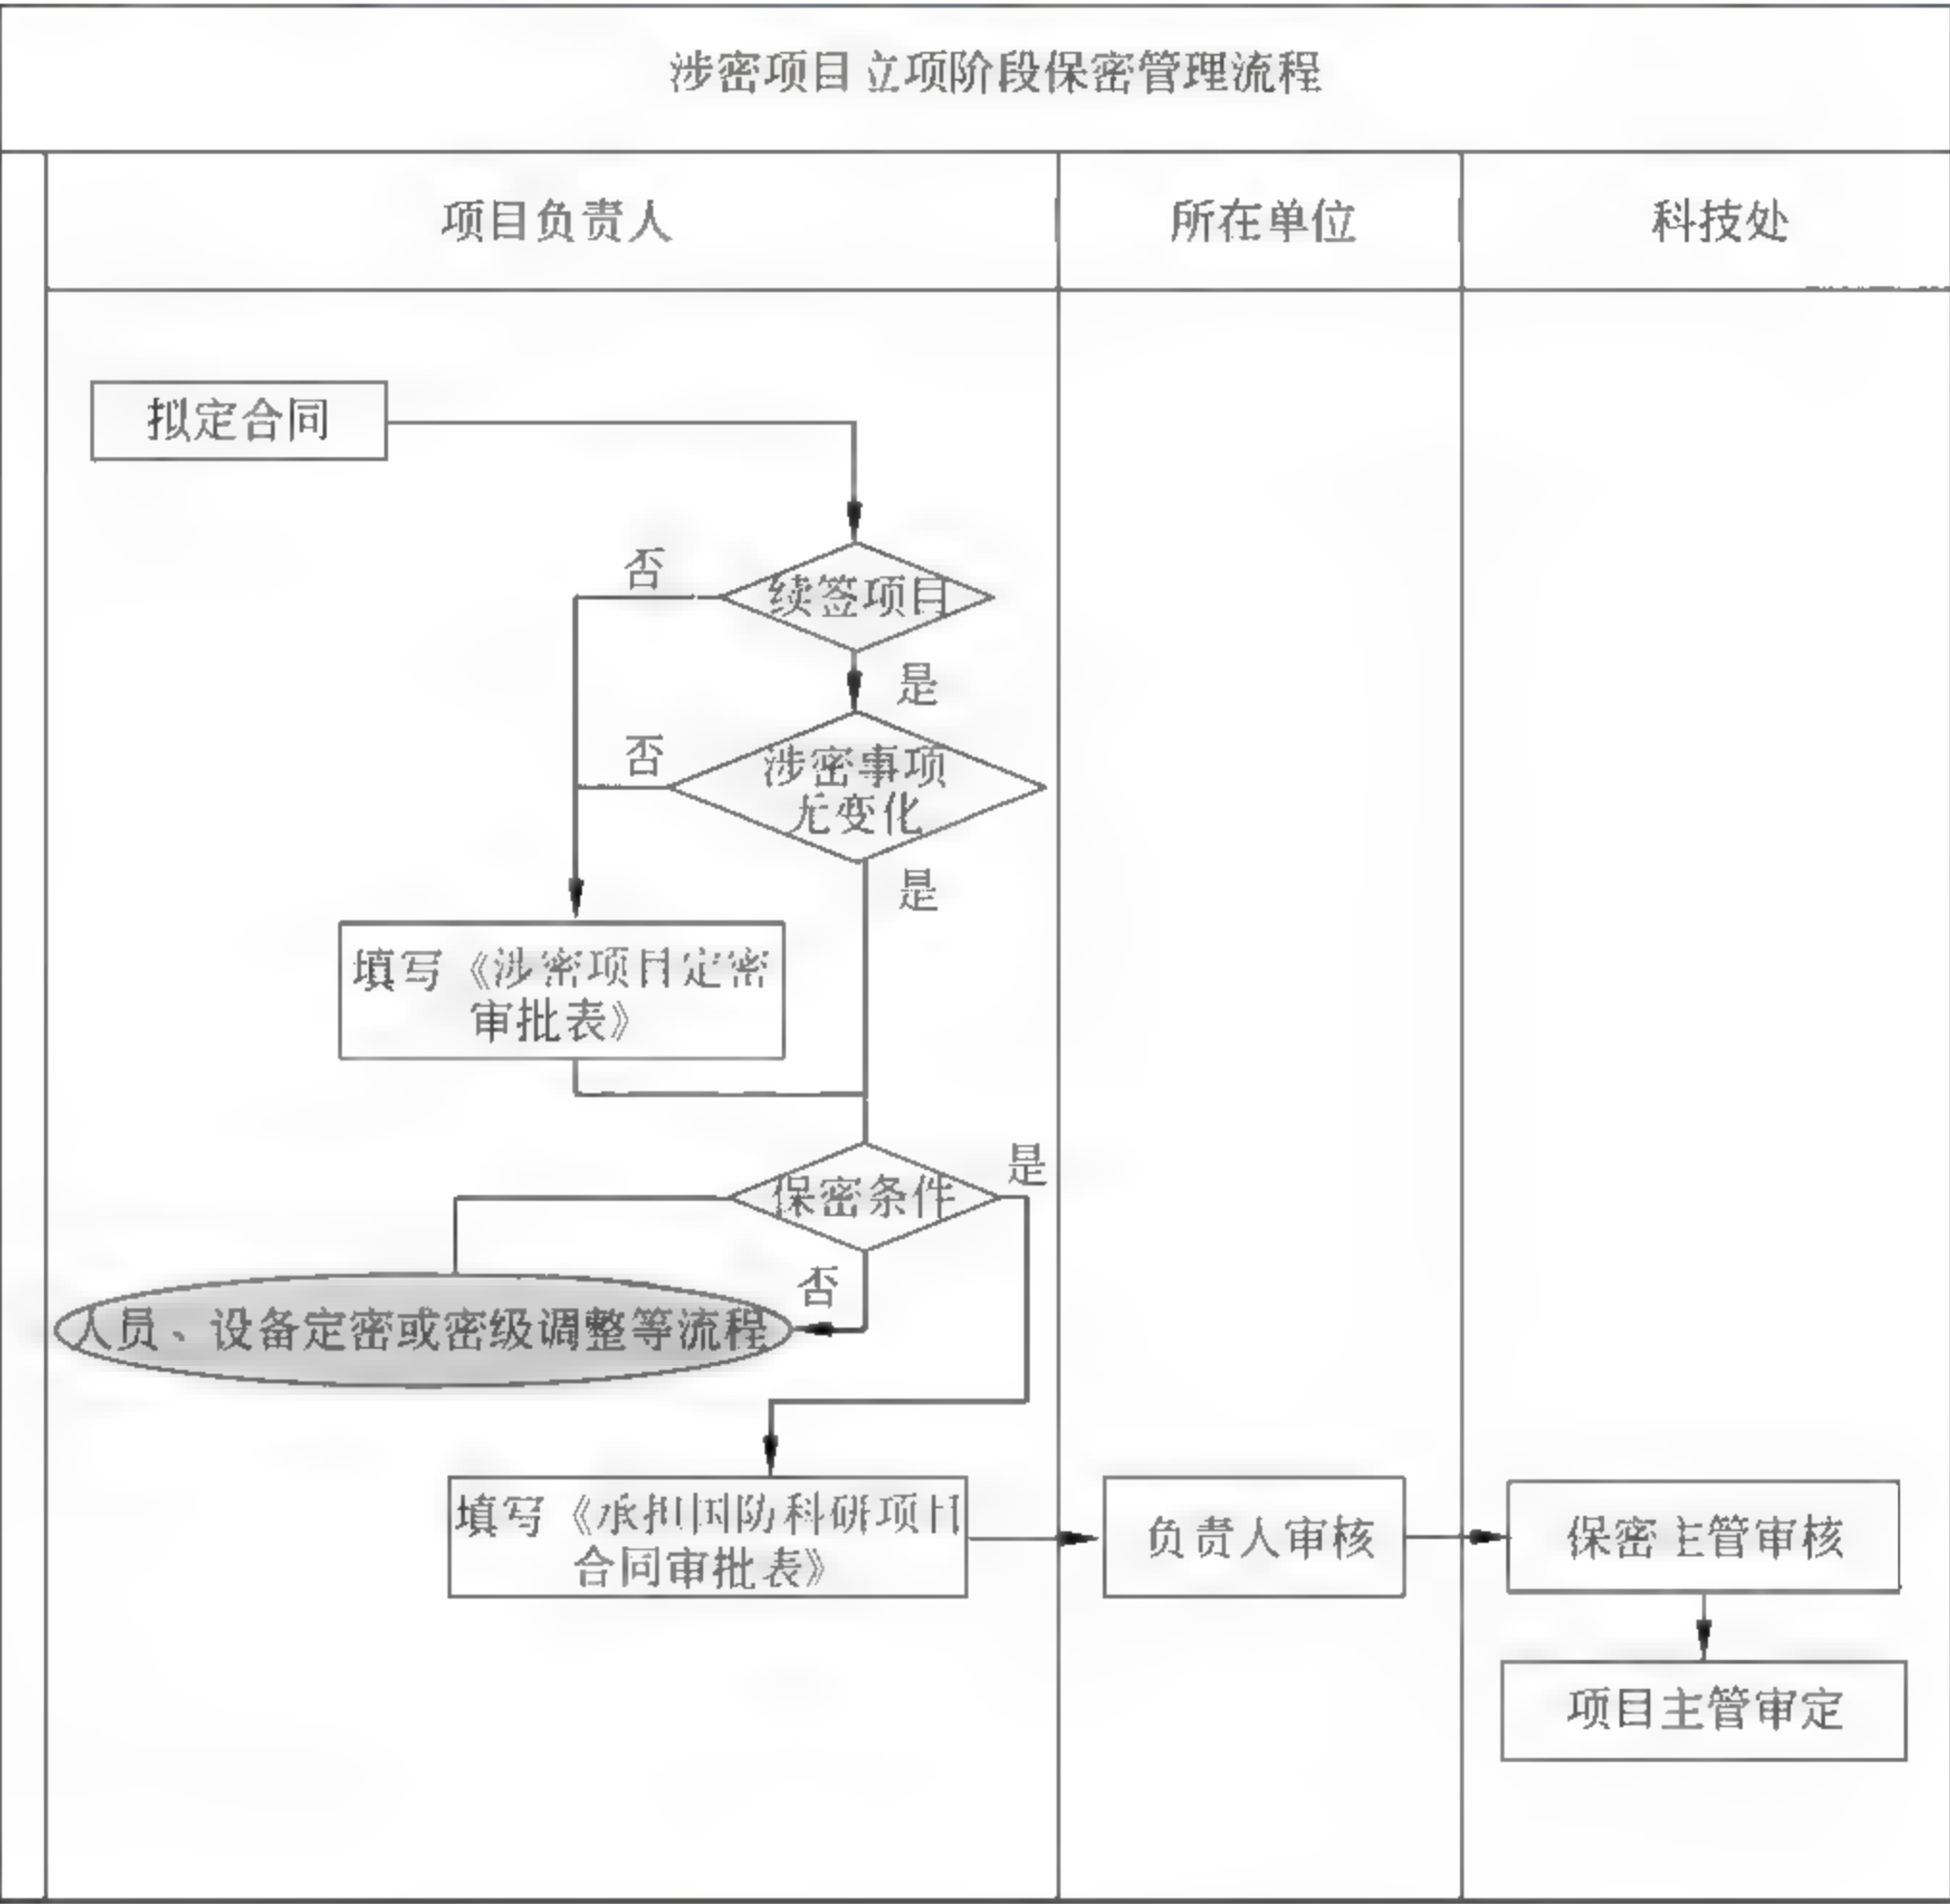 涉密项目立项阶段保密管理流程
项目负责人
所在单位
科技处
拟定合同
否
续签项目
是
否
涉密事项
无变化
是
填写《涉密项目定密
审批表》
保密条件
是
否
人员、设备定密或密级调整等流程
填写《承担国防科研项目
合同审批表》
负责人审核
保密主管审核
项目主管审定